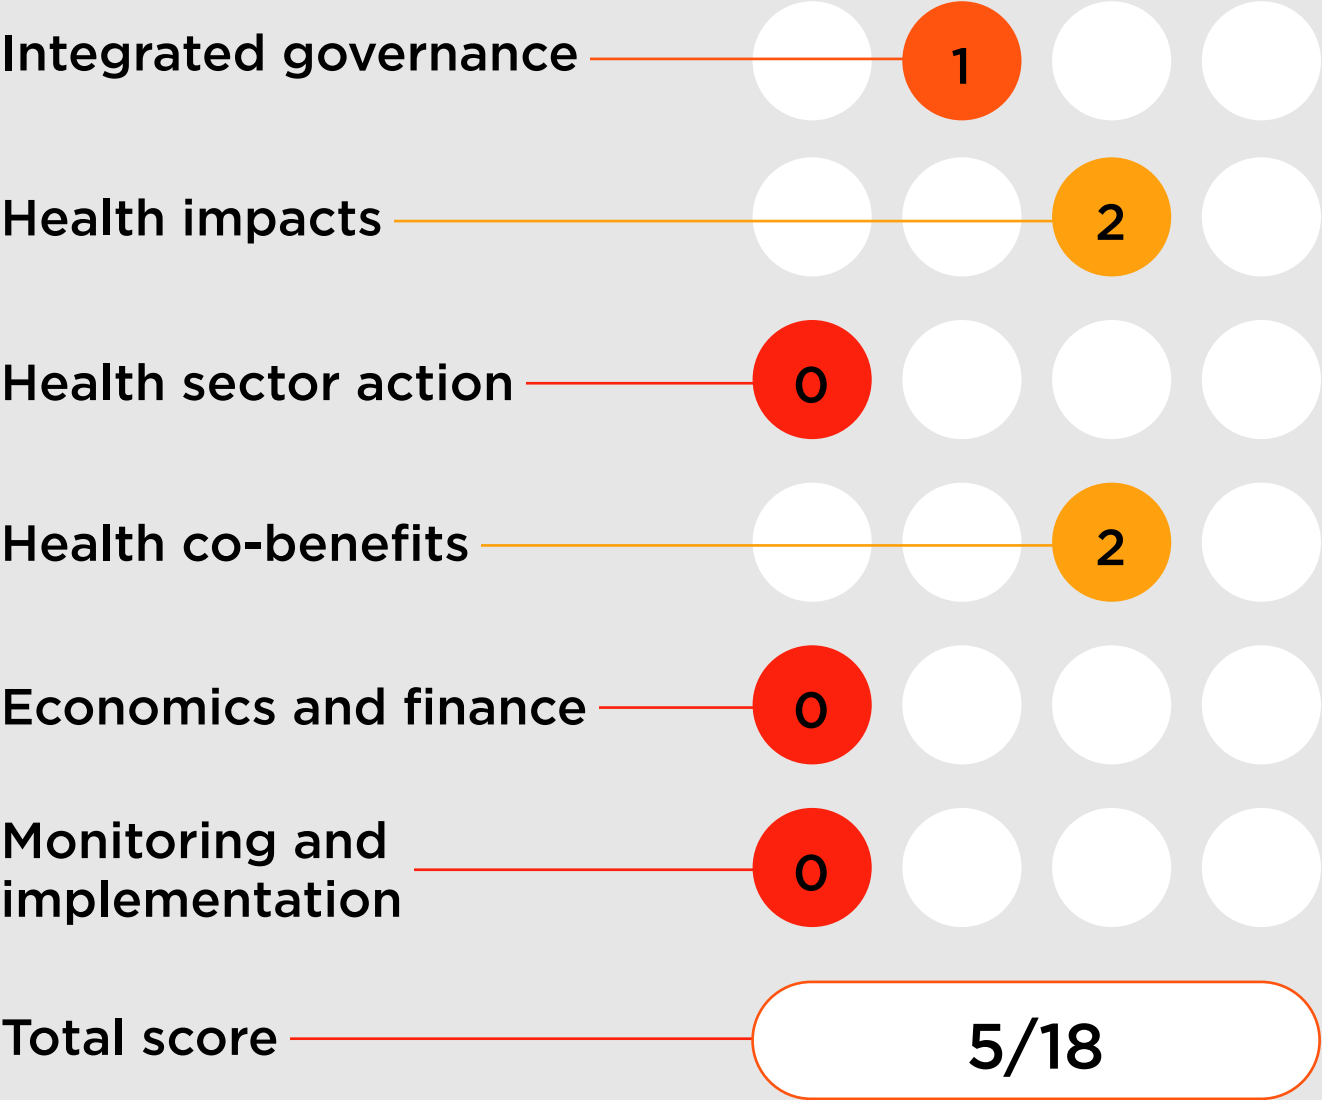 Integrated governance 1
Health impacts 2
Health sector action 0
Health co-benefits 2
Economics and finance 0
Monitoring and
implementation 0
Total score 5/18